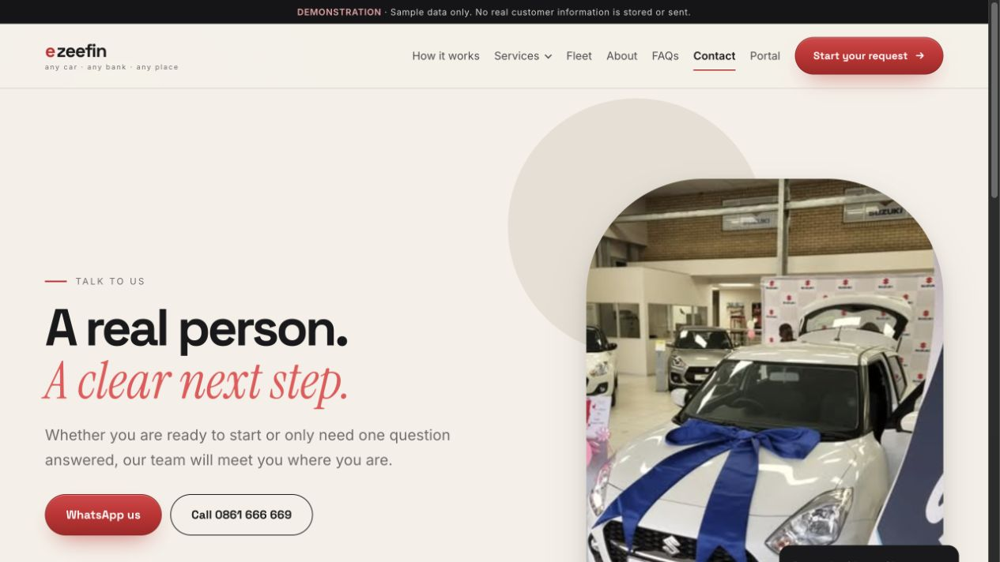 DEMONSTRATION · Sample data only. No real customer information is stored or sent.
ezeefin
any car · any bank · any place
How it works Services Fleet About FAQs Contact Portal Start your request →
SUZUKI SUZUKI
TALK TO US
A real person.
A clear next step.
Whether you are ready to start or only need one question
answered, our team will meet you where you are.
WhatsApp us Call 0861 666 669